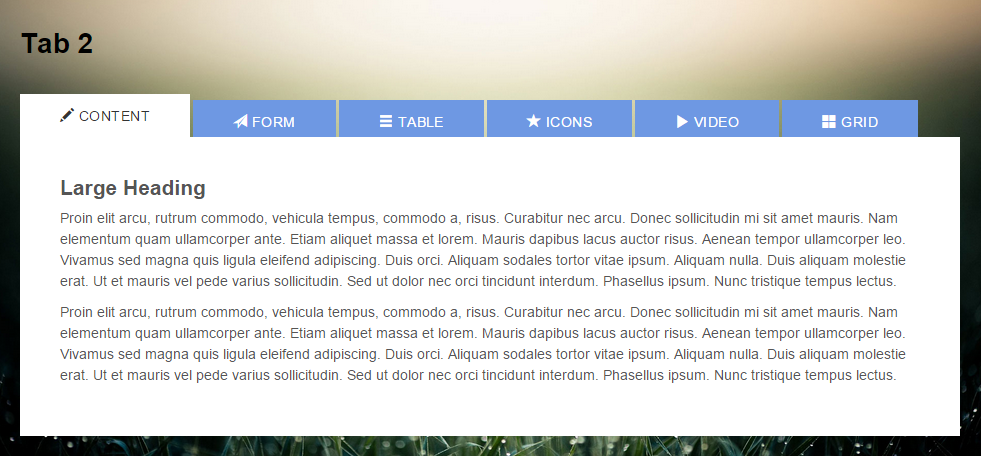 Tab 2
CONTENT FORM TABLE ICONS VIDEO GRID
Large Heading
Proin elit arcu, rutrum commodo, vehicula tempus, commodo a, risus. Curabitur nec arcu. Donec sollicitudin mi sit amet mauris. Nam
elementum quam ullamcorper ante. Etiam aliquet massa et lorem. Mauris dapibus lacus auctor risus. Aenean tempor ullamcorper leo.
Vivamus sed magna quis ligula eleifend adipiscing. Duis orci. Aliquam sodales tortor vitae ipsum. Aliquam nulla. Duis aliquam molestie
erat. Ut et mauris vel pede varius sollicitudin. Sed ut dolor nec orci tincidunt interdum. Phasellus ipsum. Nunc tristique tempus lectus.
Proin elit arcu, rutrum commodo, vehicula tempus, commodo a, risus. Curabitur nec arcu. Donec sollicitudin mi sit amet mauris. Nam
elementum quam ullamcorper ante. Etiam aliquet massa et lorem. Mauris dapibus lacus auctor risus. Aenean tempor ullamcorper leo.
Vivamus sed magna quis ligula eleifend adipiscing. Duis orci. Aliquam sodales tortor vitae ipsum. Aliquam nulla. Duis aliquam molestie
erat. Ut et mauris vel pede varius sollicitudin. Sed ut dolor nec orci tincidunt interdum. Phasellus ipsum. Nunc tristique tempus lectus.